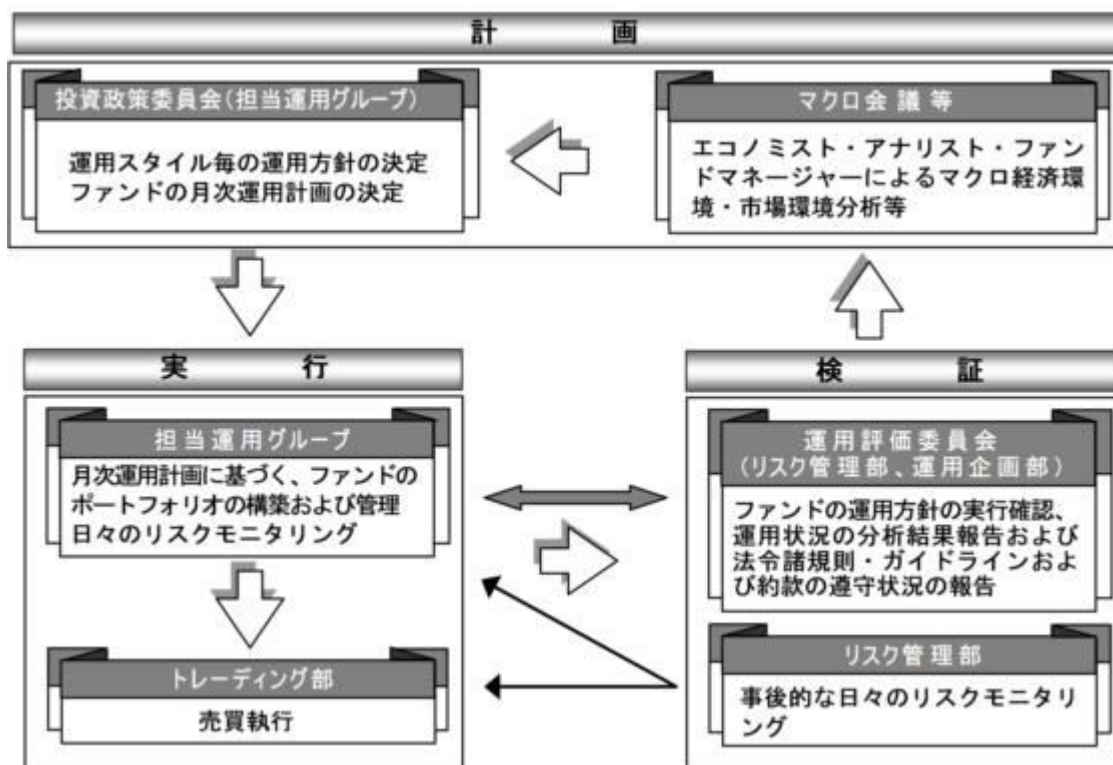 計画
投資政策委員会(担当運用グループ)
運用スタイル毎の運用方針の決定
ファンドの月次運用計画の決定
マクロ会議等
エコノミスト・アナリスト・ファン
ドマネージャーによるマクロ経済環
境・市場環境分析等
実行
担当運用グループ
月次運用計画に基づく、ファンドの
ポートフォリオの構築および管理
日々のリスクモニタリング
トレーディング部
売買執行
検証
運用評価委員会
(リスク管理部、運用企画部)
ファンドの運用方針の実行確認、
運用状況の分析結果報告および
法令諸規則・ガイドラインおよ
び約款の遵守状況の報告
リスク管理部
事後的な日々のリスクモニタリ
ング